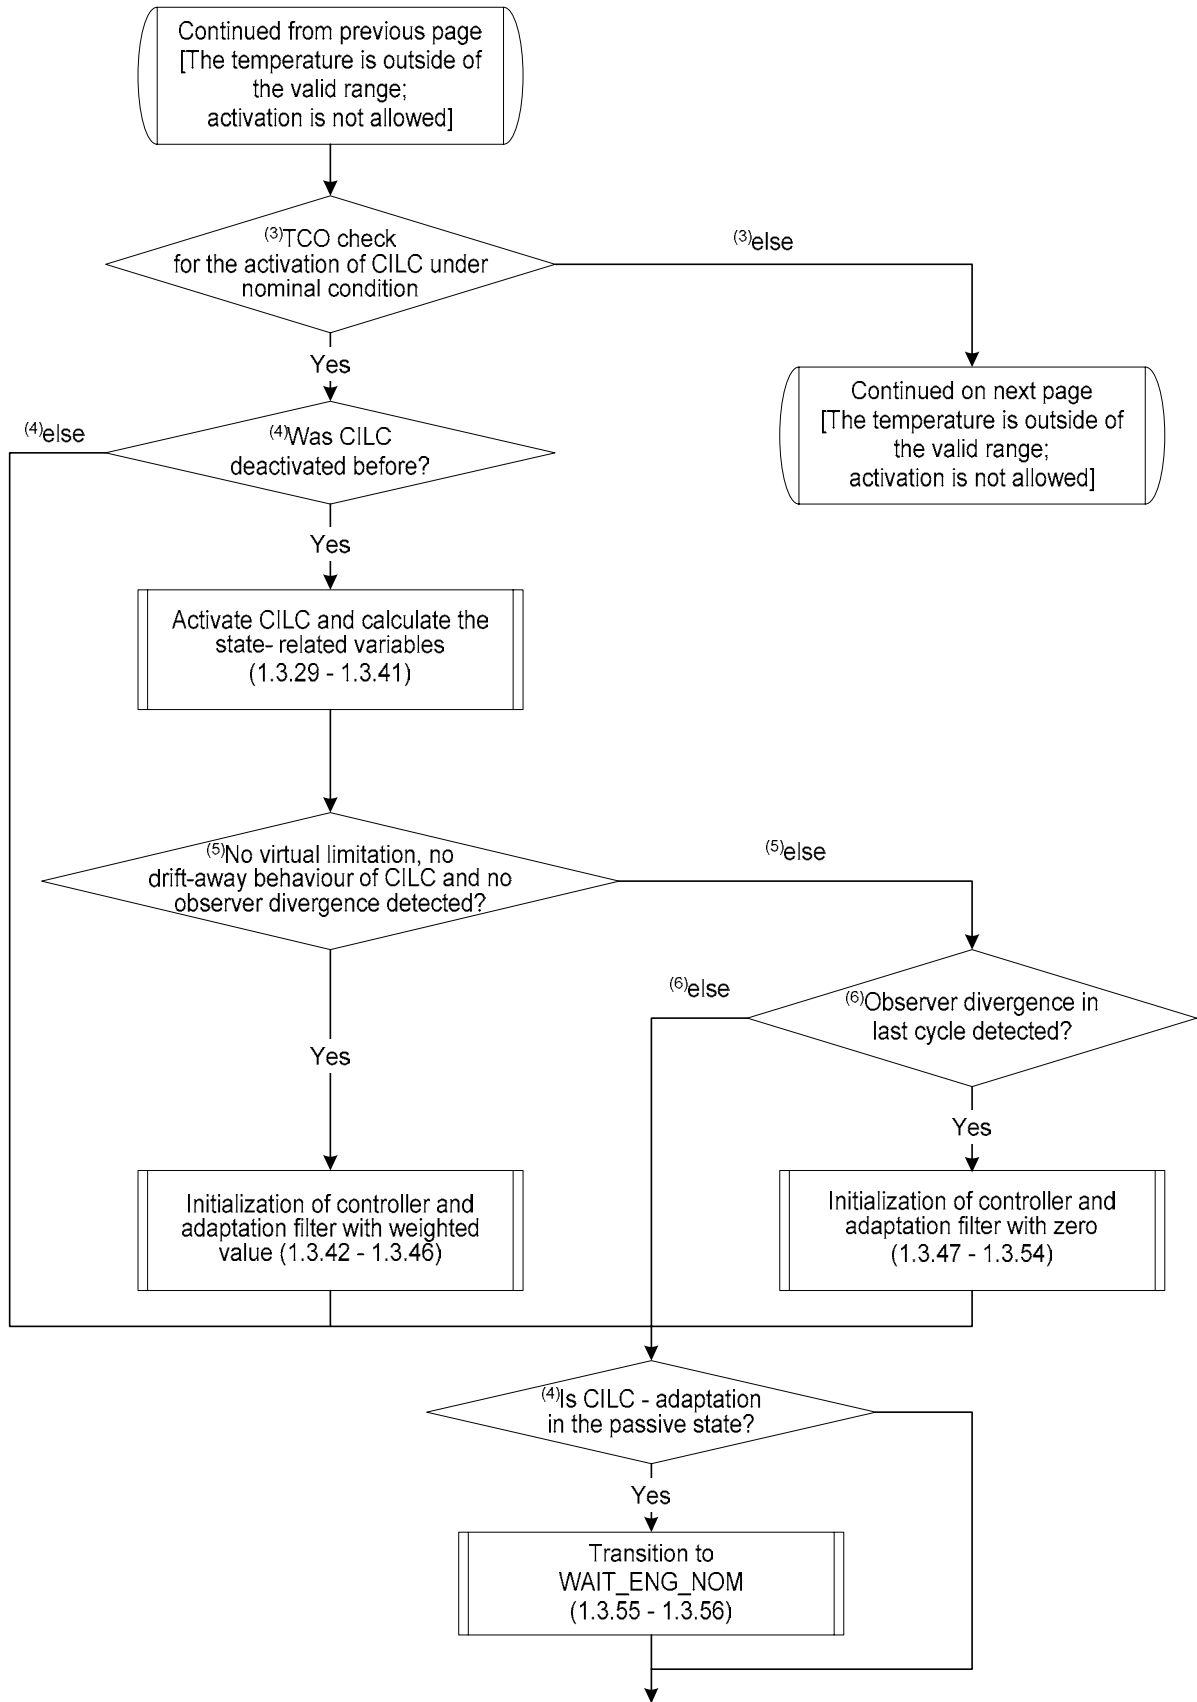 Continued from previous page
[The temperature is outside of
the valid range;
activation is not allowed]
(3)TCO check
for the activation of CILC under
nominal condition
(3)else
Yes
Continued on next page
[The temperature is outside of
the valid range;
activation is not allowed]
(4)else
(4)Was CILC
deactivated before?
Yes
Activate CILC and calculate the
state- related variables
(1.3.29 - 1.3.41)
(5)No virtual limitation, no
drift-away behaviour of CILC and no
observer divergence detected?
(5)else
(6)else
(6)Observer divergence in
last cycle detected?
Yes
Yes
Initialization of controller and
adaptation filter with weighted
value (1.3.42 - 1.3.46)
Initialization of controller and
adaptation filter with zero
(1.3.47 - 1.3.54)
(4)Is CILC - adaptation
in the passive state?
Yes
Transition to
WAIT_ENG_NOM
(1.3.55 - 1.3.56)